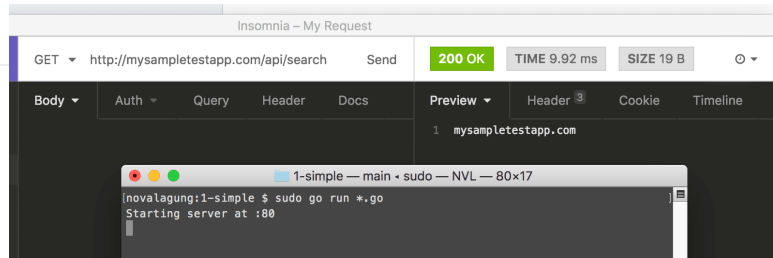 Insomnia – My Request
GET http://mysampletestapp.com/api/search Send
200 OK TIME 9.92 ms SIZE 19 B
Body Auth Query Header Docs
Preview Header 3 Cookie Timeline
1 mysampletestapp.com
1-simple — main ◂ sudo — NVL — 80×17
[novalagung:1-simple $ sudo go run *.go ]
Starting server at :80